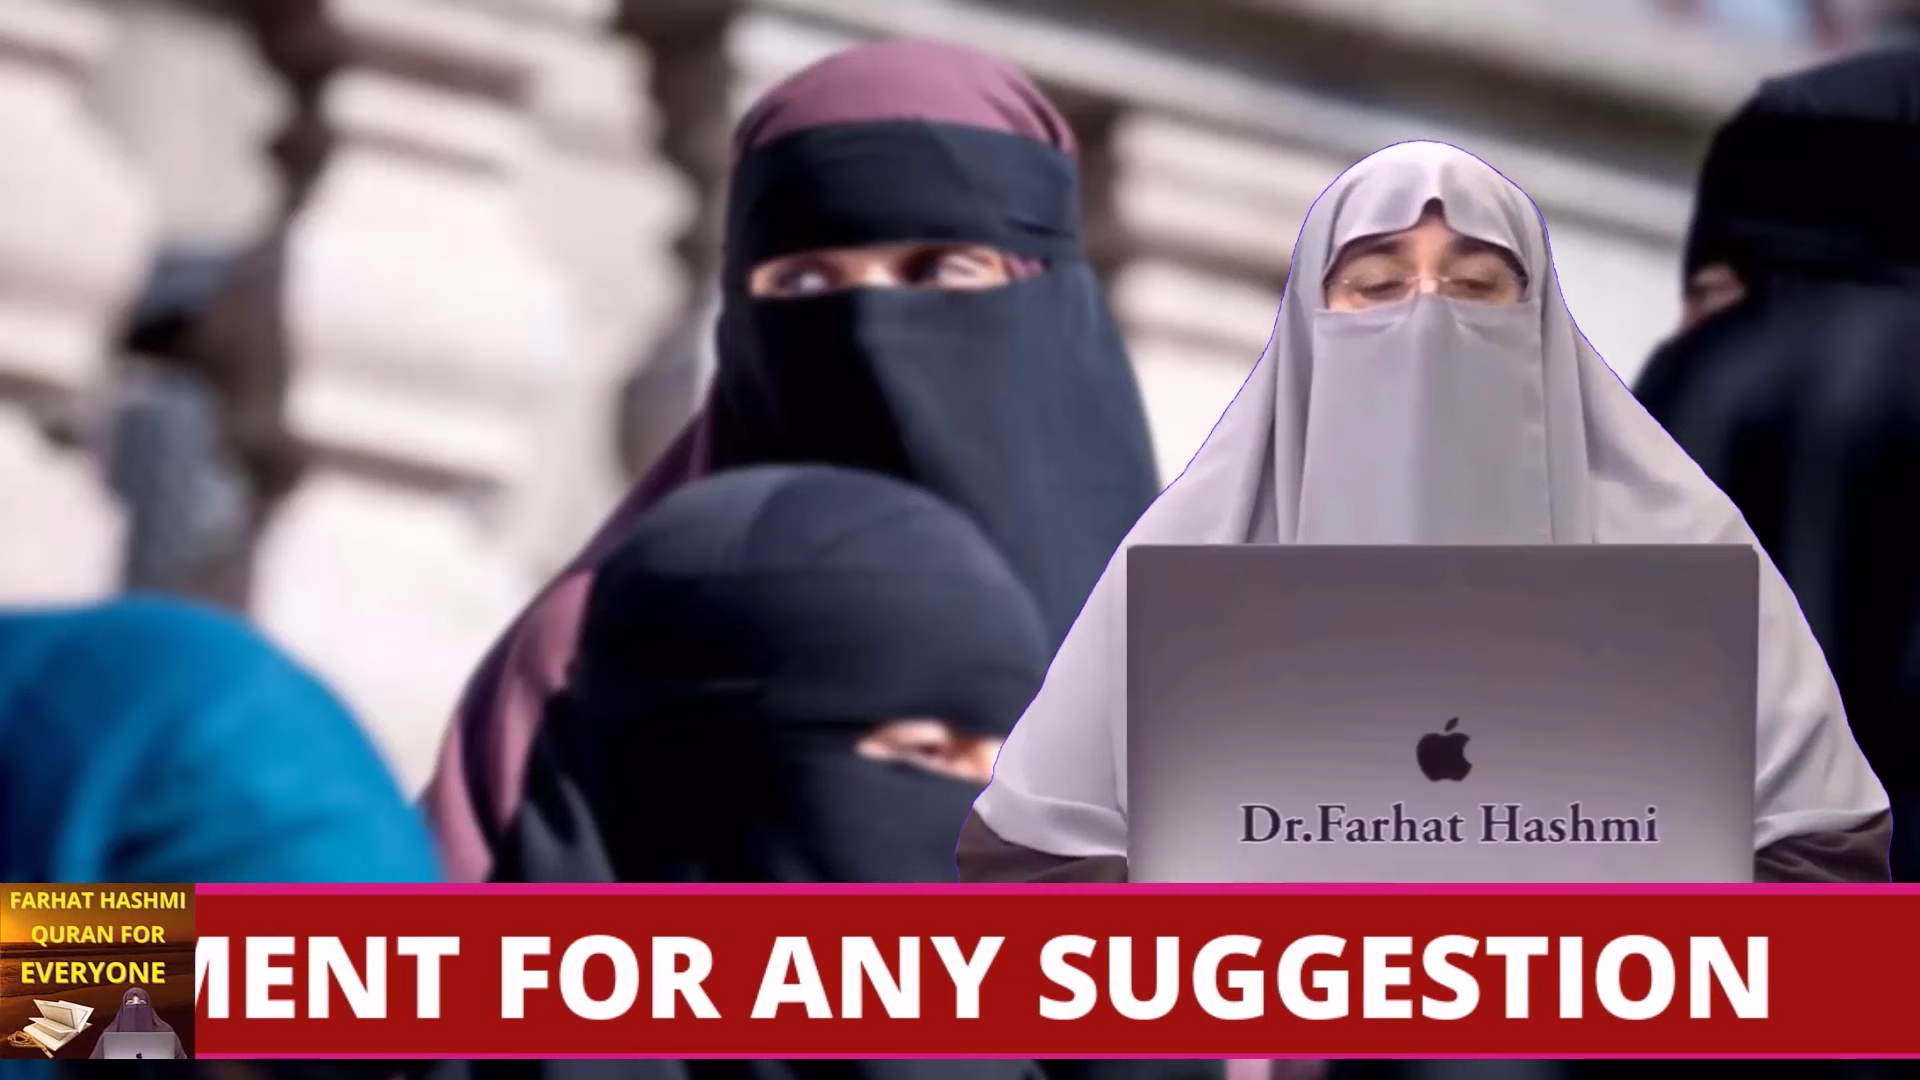 Dr.Farhat Hashmi
FARHAT HASHMI
QURAN FOR
EVERYONE
MENT FOR ANY SUGGESTION